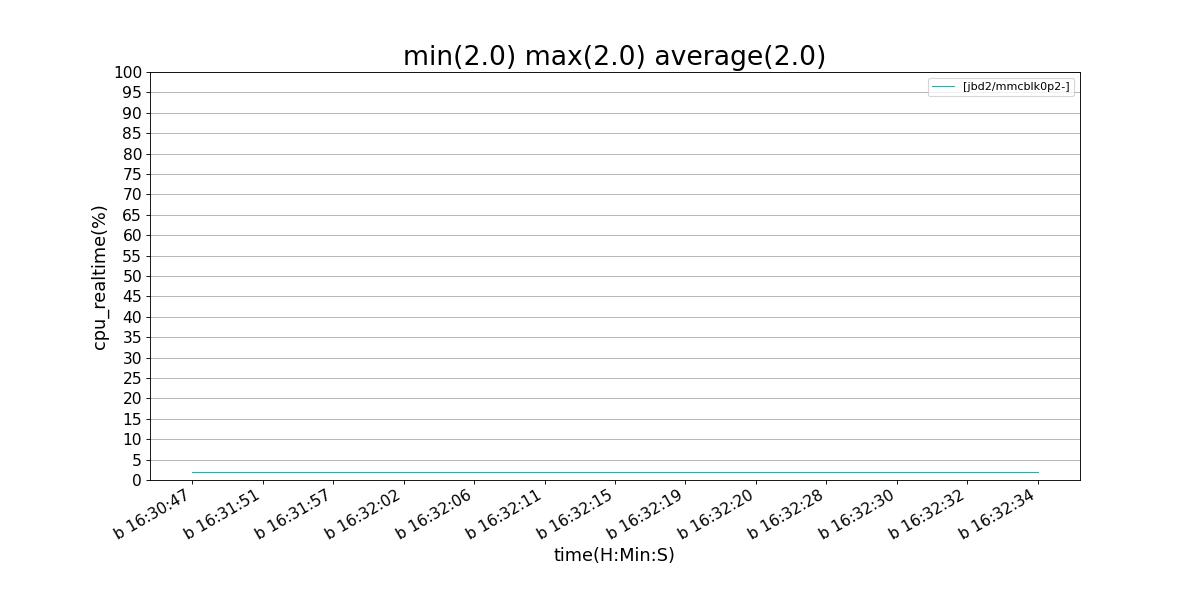 min(2.0) max(2.0) average(2.0)
[jbd2/mmcblk0p2-]
100
95
90
85
80
75
70
65
60
55
50
45
40
35
30
25
20
15
10
5
0
cpu_realtime(%)
b 16:30:47
b 16:31:51
b 16:31:57
b 16:32:02
b 16:32:06
b 16:32:11
b 16:32:15
b 16:32:19
b 16:32:20
b 16:32:28
b 16:32:30
b 16:32:32
b 16:32:34
time(H:Min:S)